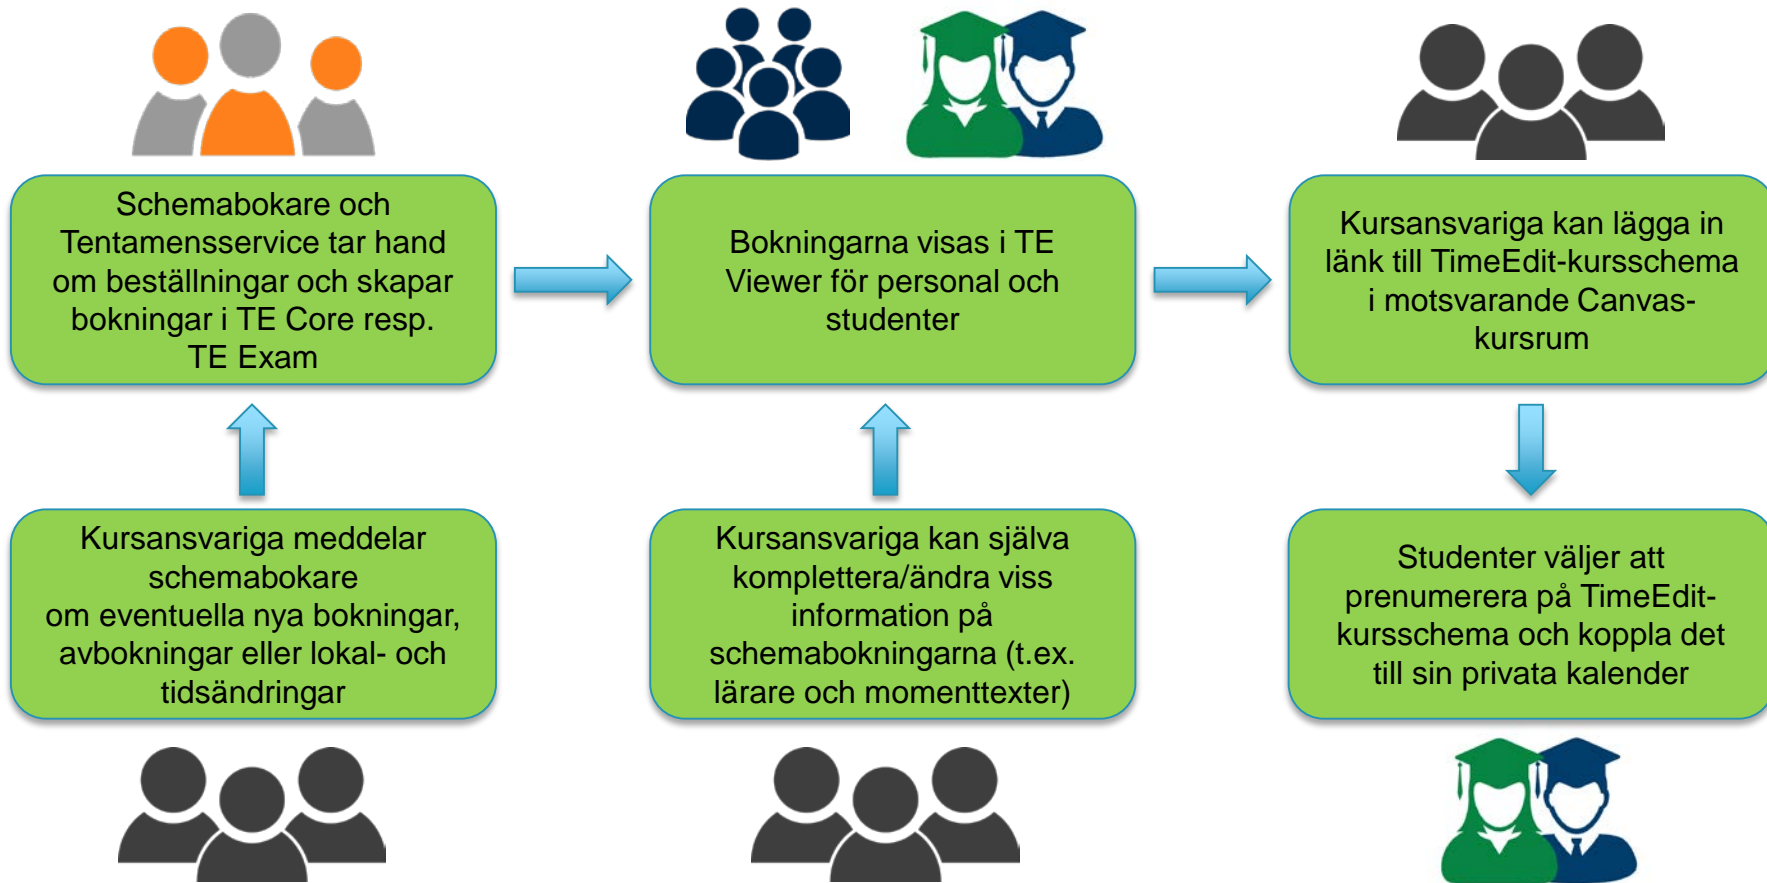 Schemabokare och
Tentamensservice tar hand
om beställningar och skapar
bokningar i TE Core resp.
TE Exam
Bokningarna visas i TE
Viewer för personal och
studenter
Kursansvariga kan lägga in
länk till TimeEdit-kursschema
i motsvarande Canvas-
kursrum
Kursansvariga meddelar
schemabokare
om eventuella nya bokningar,
avbokningar eller lokal- och
tidsändringar
Kursansvariga kan själva
komplettera/ändra viss
information på
schemabokningarna (t.ex.
lärare och momenttexter)
Studenter väljer att
prenumerera på TimeEdit-
kursschema och koppla det
till sin privata kalender